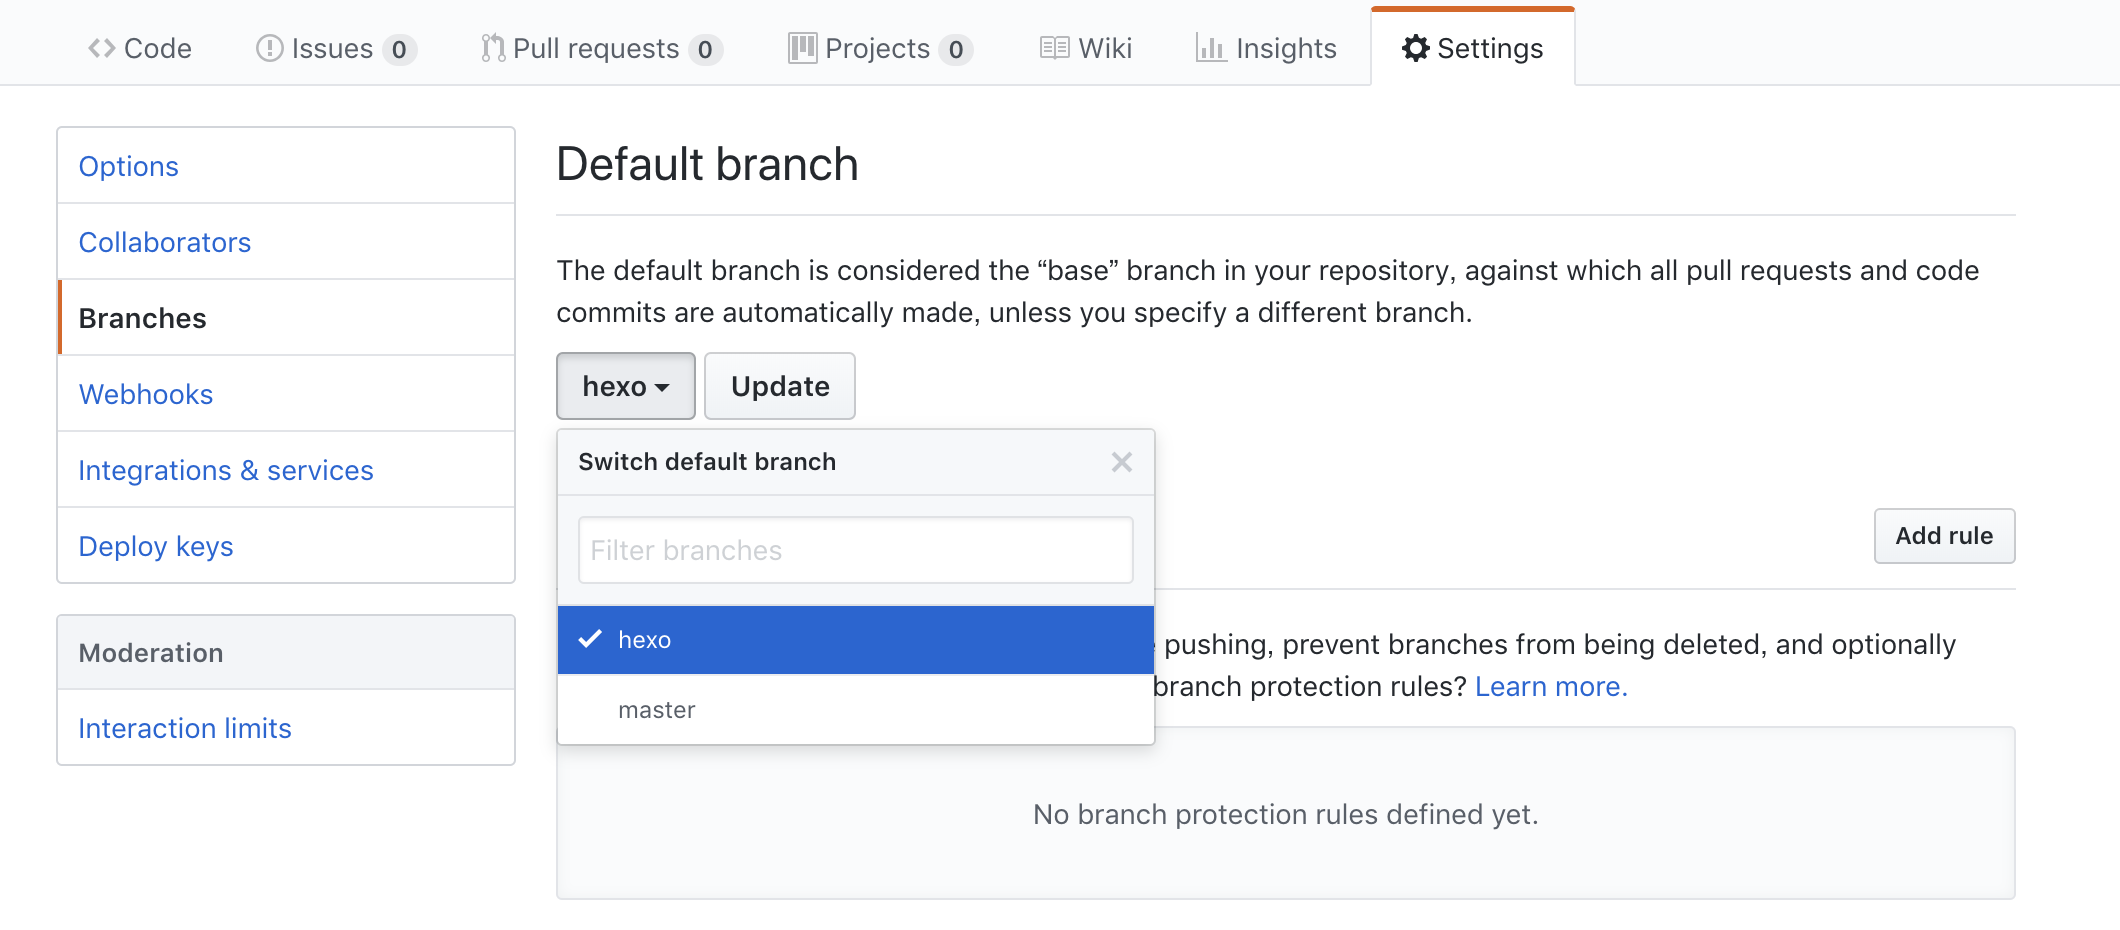 Code Issues 0 Pull requests 0 Projects 0 Wiki Insights Settings
Options
Collaborators
Branches
Webhooks
Integrations & services
Deploy keys
Moderation
Interaction limits
Default branch
The default branch is considered the “base” branch in your repository, against which all pull requests and code
commits are automatically made, unless you specify a different branch.
hexo Update
Switch default branch
Filter branches
hexo
master
Add rule
pushing, prevent branches from being deleted, and optionally
branch protection rules? Learn more.
No branch protection rules defined yet.